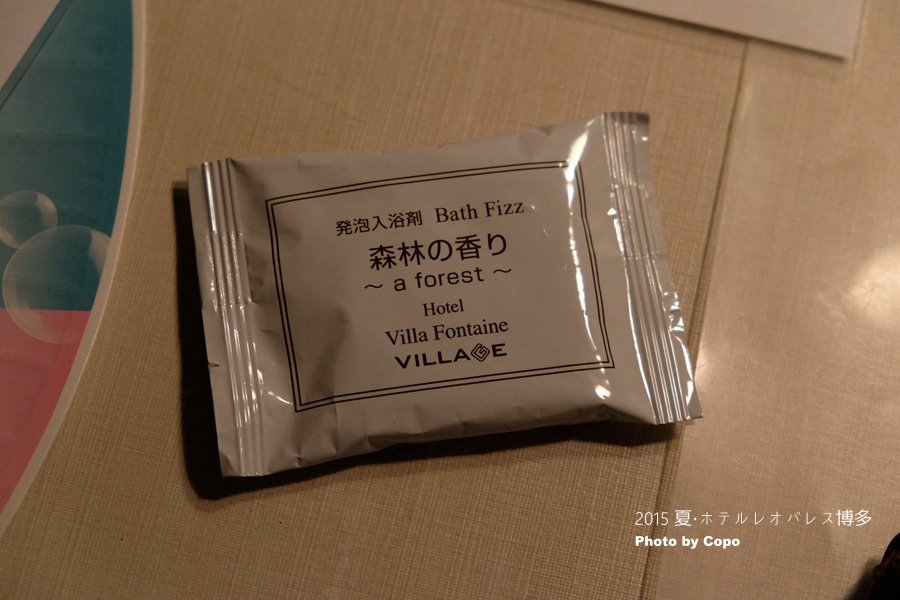 発泡入浴剤 Bath Fizz
森林の香り
~ a forest ~
Hotel
Villa Fontaine
VILLAGE
2015 夏·ホテルレオパレス博多
Photo by Copo